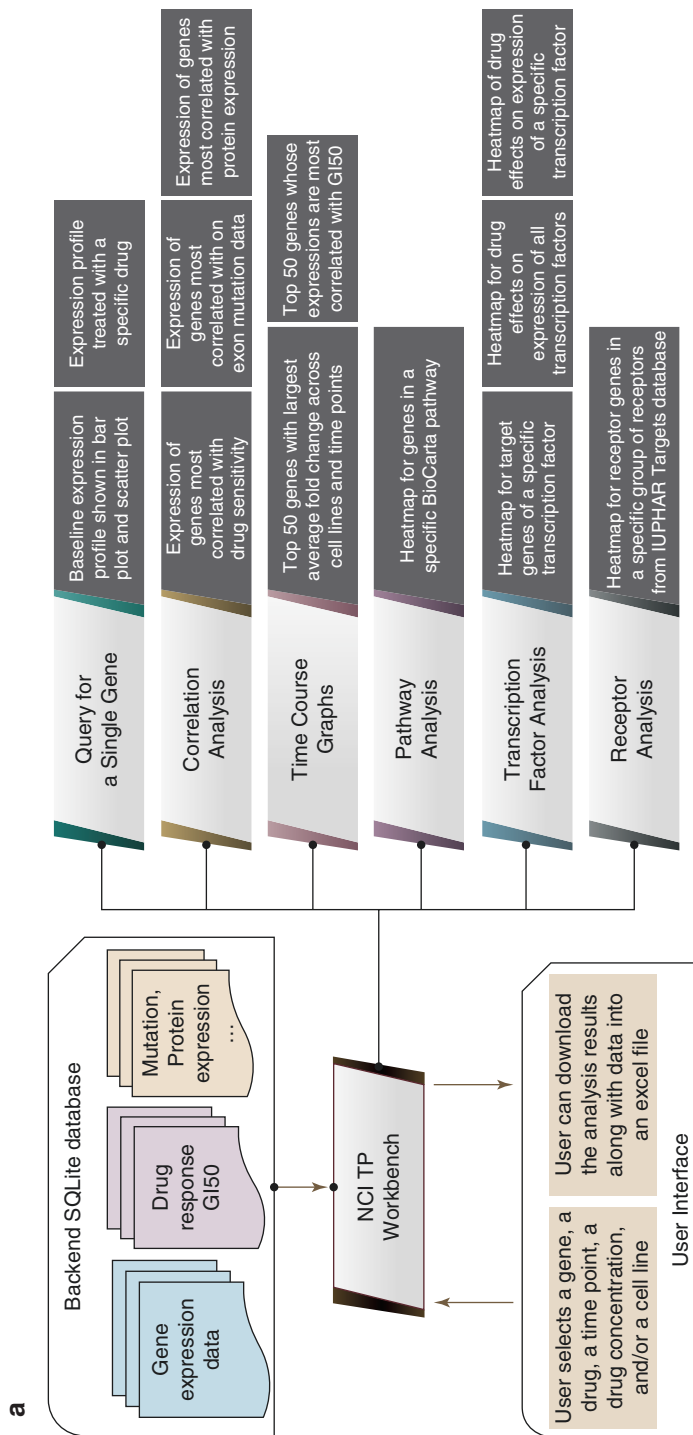 a
Backend SQLite database
Gene
expression
data
Drug
response
GI50
Mutation,
Protein
expression
...
NCI TP
Workbench
User selects a gene, a
drug, a time point, a
drug concentration,
and/or a cell line
User can download
the analysis results
along with data into
an excel file
User Interface
Query for
a Single Gene
Baseline expression
profile shown in bar
plot and scatter plot
Expression profile
treated with a
specific drug
Correlation
Analysis
Expression of
genes most
correlated with
drug sensitivity
Expression of
genes most
correlated with on
exon mutation data
Expression of genes
most correlated with
protein expression
Time Course
Graphs
Top 50 genes with largest
average fold change across
cell lines and time points
Top 50 genes whose
expressions are most
correlated with GI50
Pathway
Analysis
Heatmap for genes in a
specific BioCarta pathway
Transcription
Factor Analysis
Heatmap for target
genes of a specific
transcription factor
Heatmap for drug
effects on
expression of all
transcription factors
Heatmap of drug
effects on expression
of a specific
transcription factor
Receptor
Analysis
Heatmap for receptor genes in
a specific group of receptors
from IUPHAR Targets database